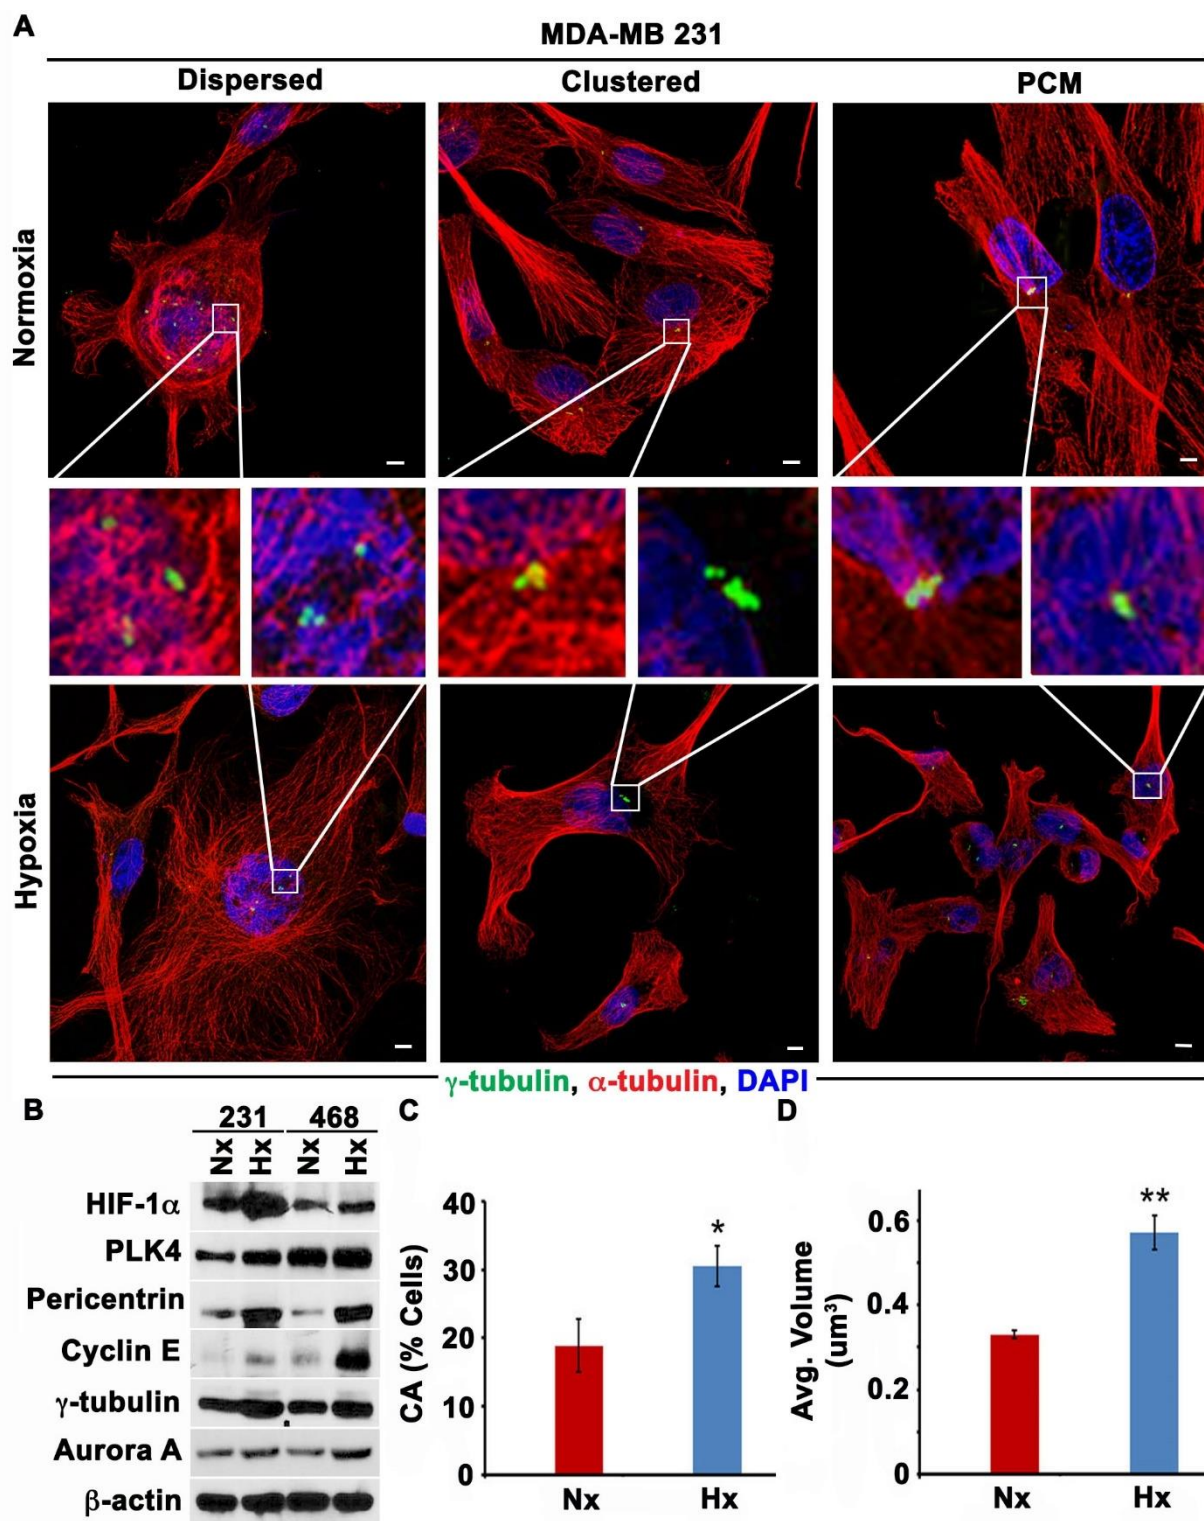 A
MDA-MB 231
Dispersed Clustered PCM
Normoxia
Hypoxia
γ-tubulin, α-tubulin, DAPI
B
231 468
Nx Hx Nx Hx
HIF-1α
PLK4
Pericentrin
Cyclin E
γ-tubulin
Aurora A
β-actin
C
CA (% Cells)
40
30
20
10
0
*
Nx Hx
D
Avg. Volume
(um³)
0.6
0.4
0.2
0
**
Nx Hx